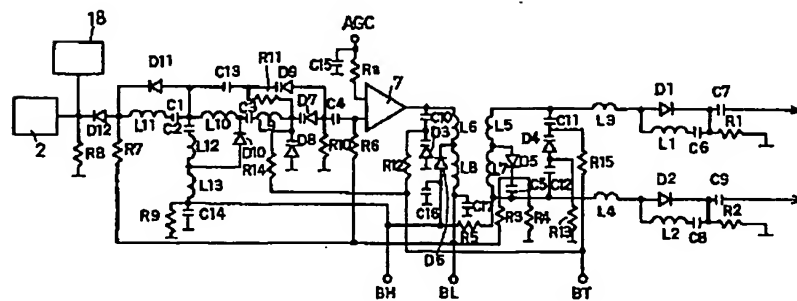 18
AGC
D11
C13
R11
D9
C15
R3
7
D1
C7
2
D12
L11
C1
C2
L10
C3
L9
D7
C4
C10
D3
L6
L5
C11
D4
L3
L1
C6
R1
R8
R7
L12
D10
D8
R10
R6
R12
L8
L7
D5
R15
R14
C5
C12
D2
C9
L13
C16
C17
R3
R4
L4
R9
C14
R5
R13
L2
C8
R2
D6
BH
BL
BT